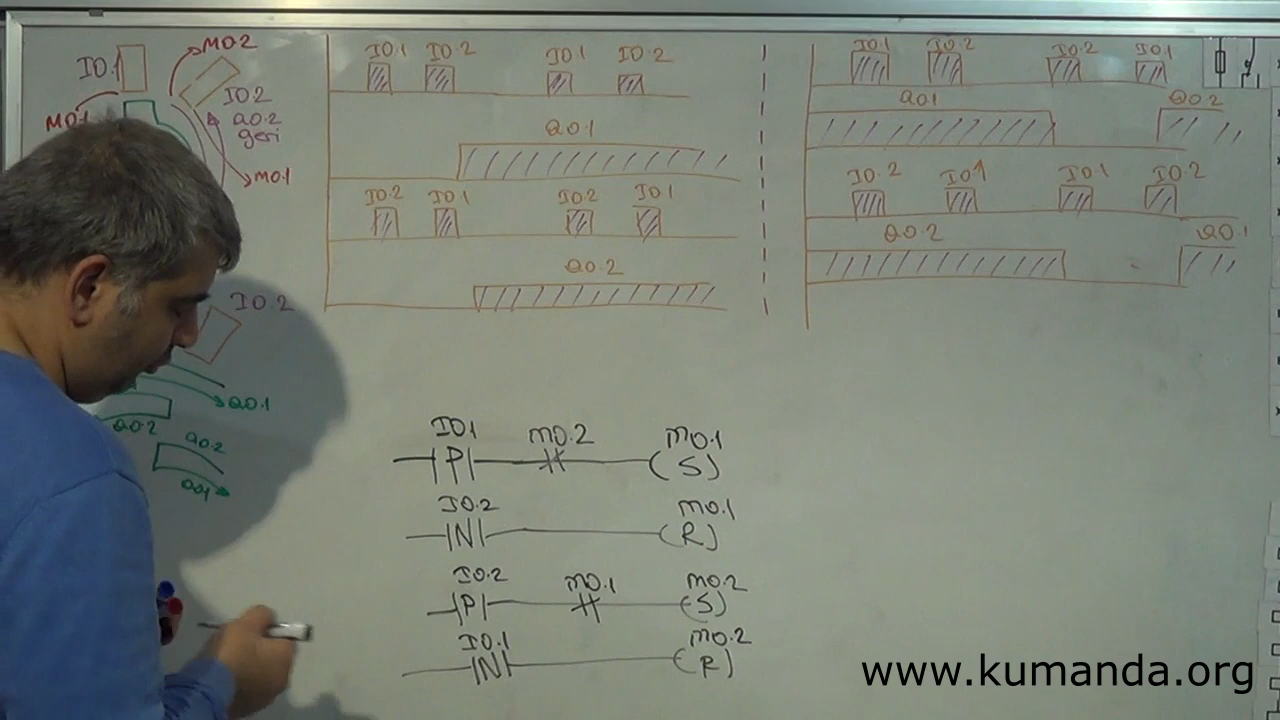 I0.1
M0.2
I0.2
M0.1
Q0.2
geri
M0.1
I0.2
Q0.1
Q0.2
Q0.2
Q0.1
I0.1 I0.2 I0.1 I0.2
Q0.1
I0.2 I0.1 I0.2 I0.1
Q0.2
I0.1 I0.2 I0.2 I0.1
Q0.1 Q0.2
I0.2 I0.1 I0.1 I0.2
Q0.2 Q0.1
I0.1 M0.2 M0.1
P (S)
I0.2 M0.1
N (R)
I0.2 M0.1 M0.2
P (S)
I0.1 M0.2
N (R)
www.kumanda.org